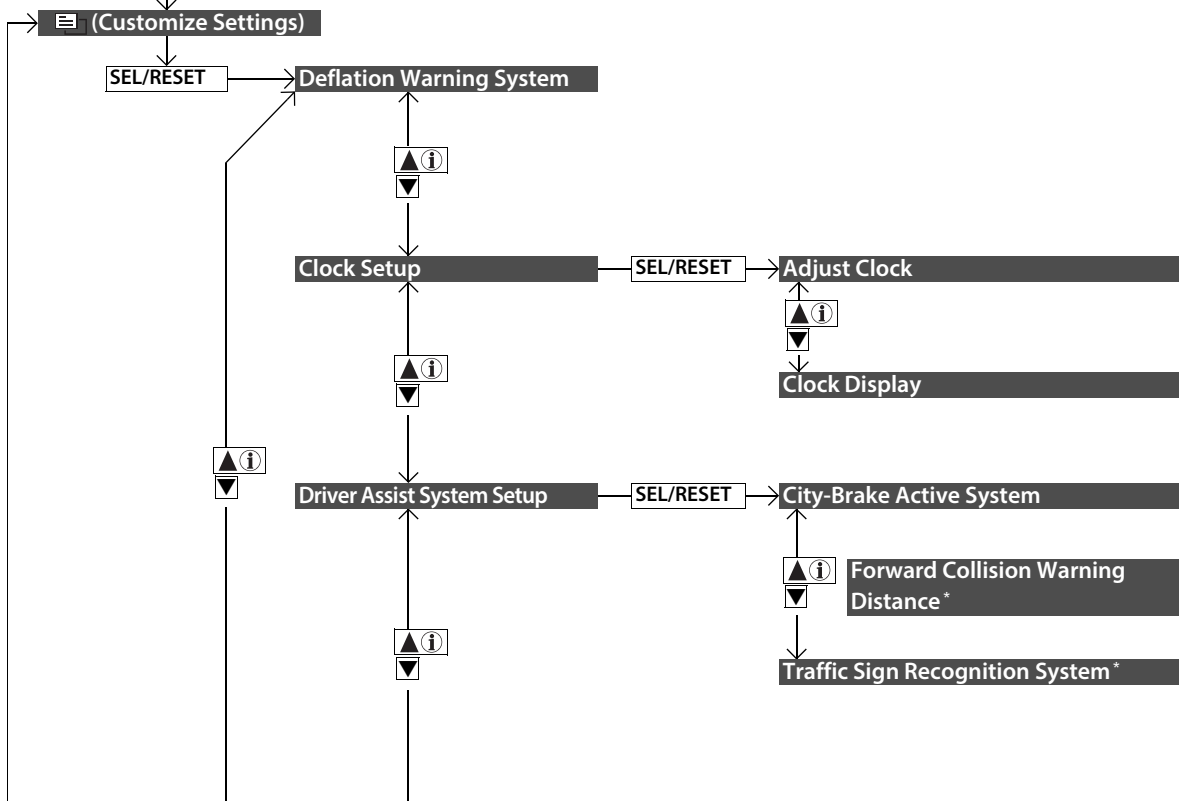 (Customize Settings)
SEL/RESET
Deflation Warning System
▲ⓘ
▼
Clock Setup
SEL/RESET
Adjust Clock
▲ⓘ
▼
▲ⓘ
▼
Clock Display
▲ⓘ
▼
Driver Assist System Setup
SEL/RESET
City-Brake Active System
▲ⓘ
▼
Forward Collision Warning
Distance*
▲ⓘ
▼
Traffic Sign Recognition System*